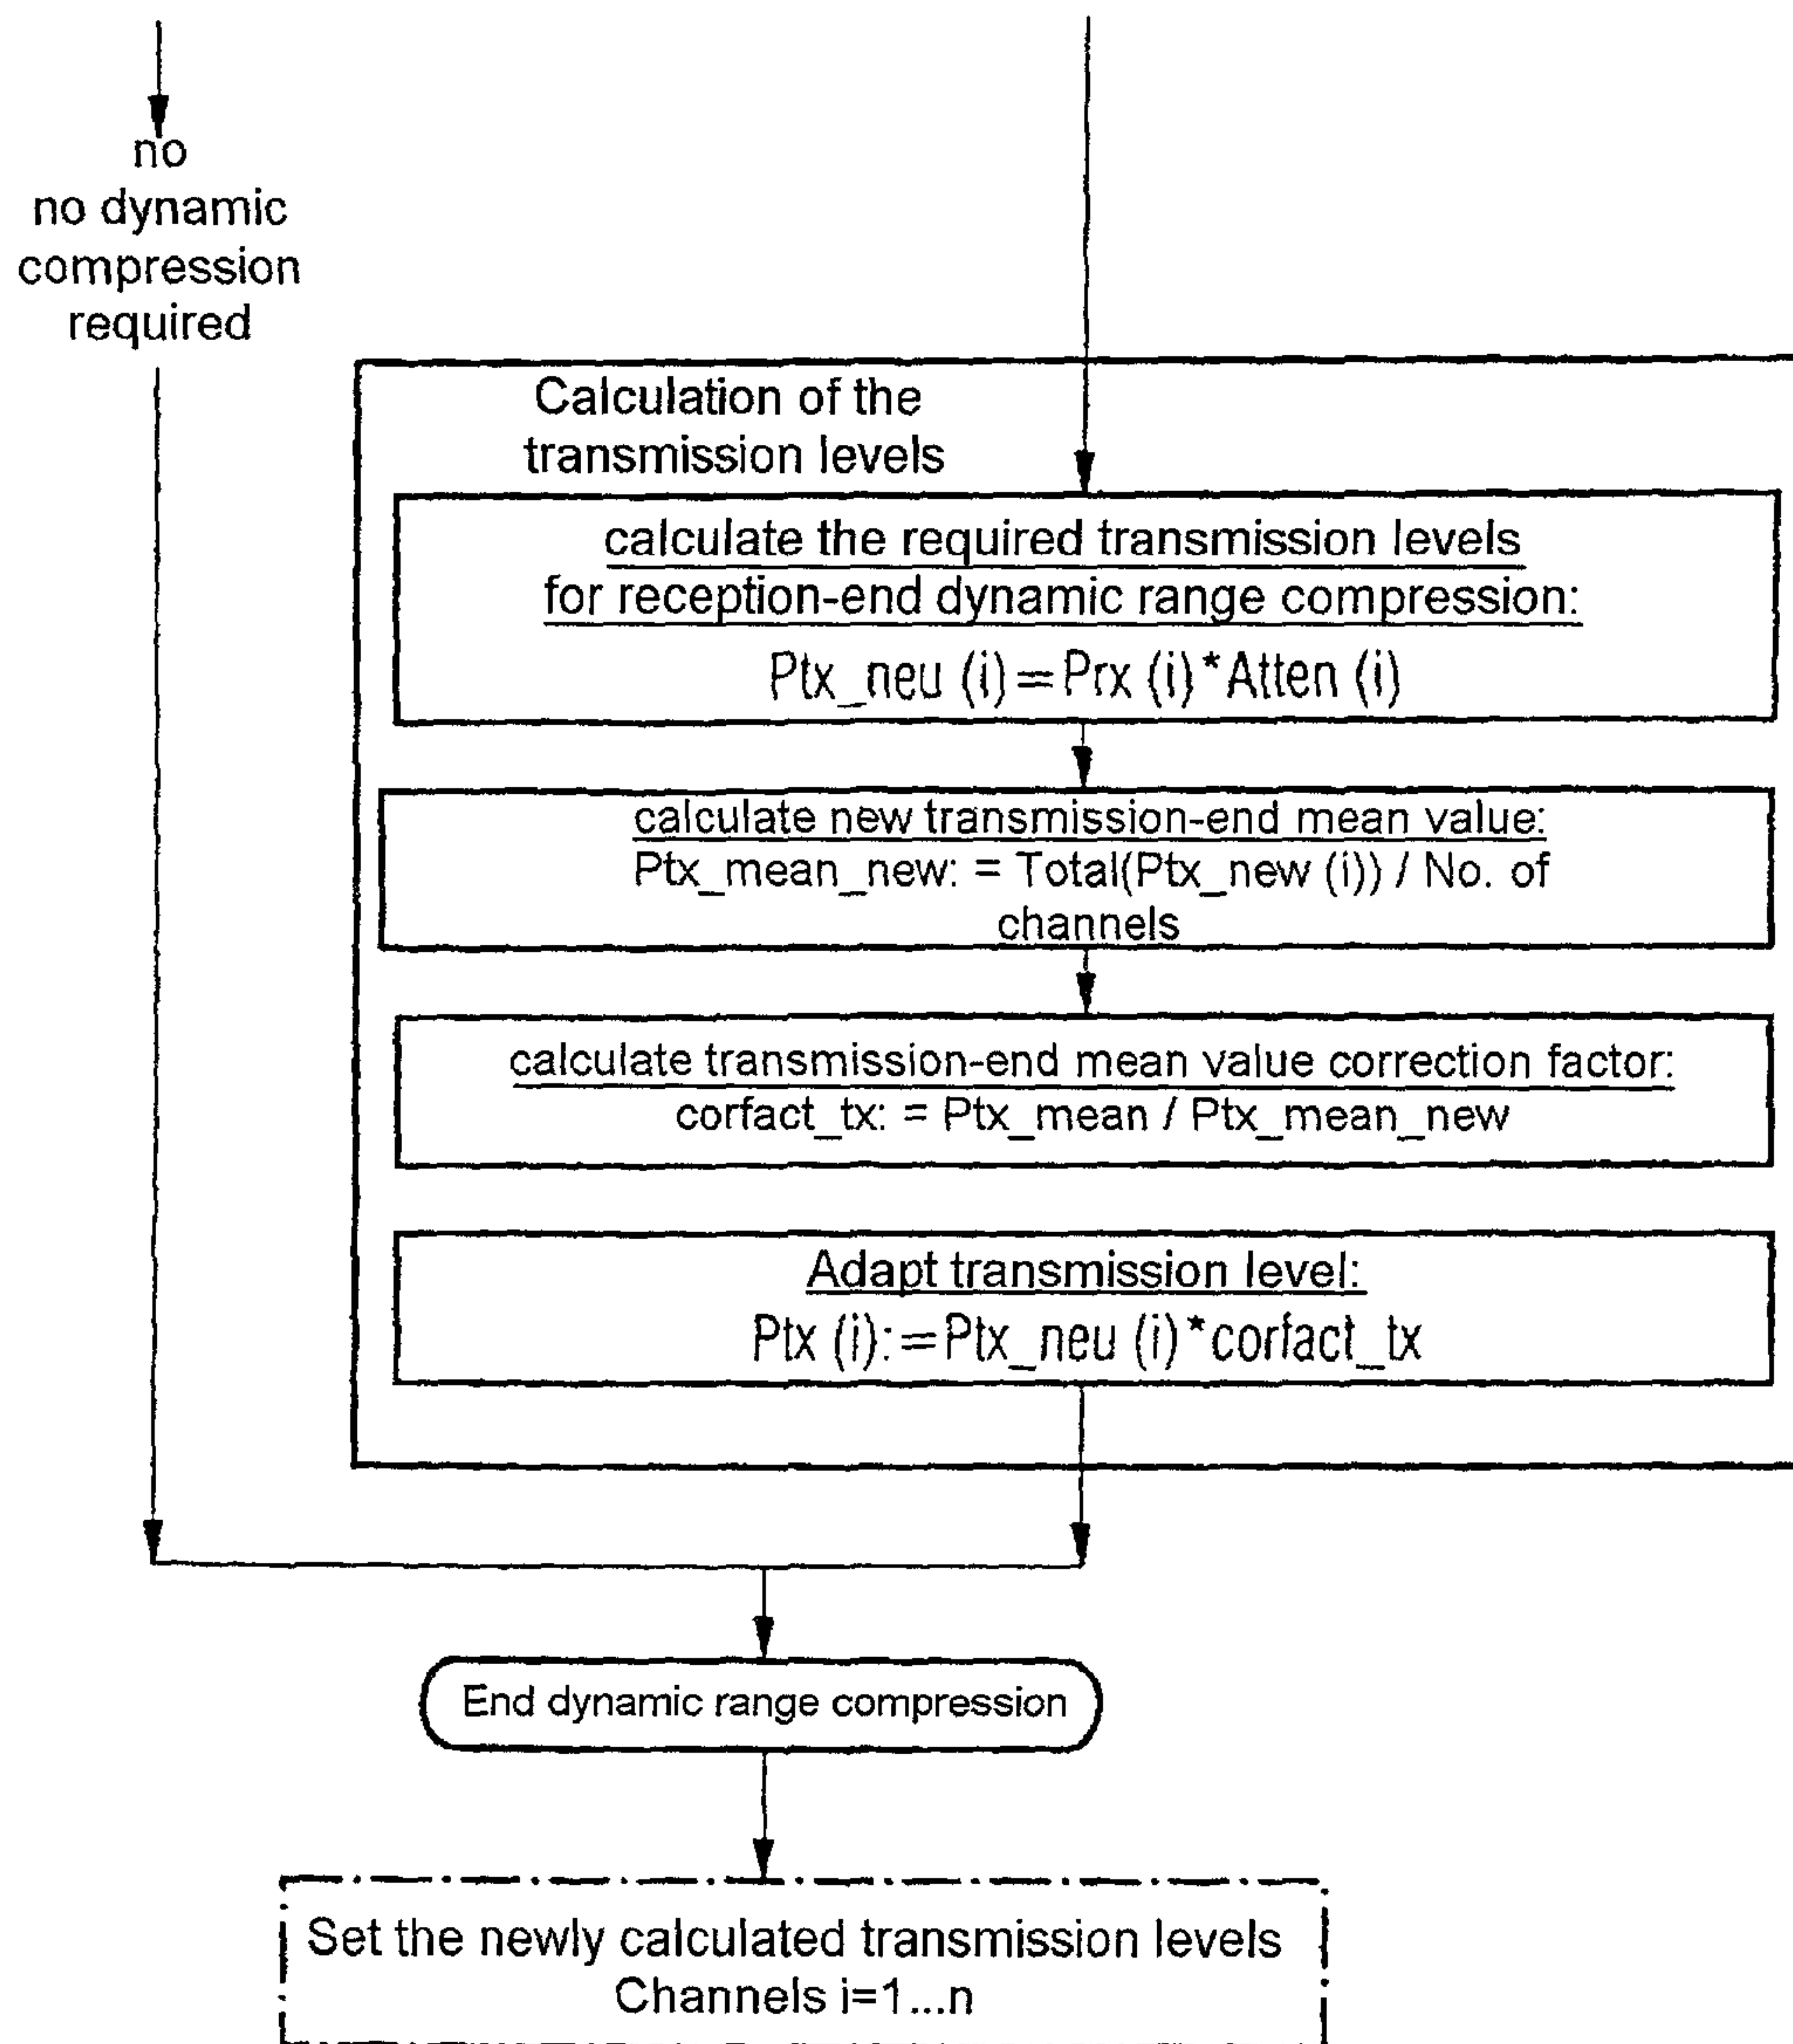 no
no dynamic
compression
required
Calculation of the
transmission levels
calculate the required transmission levels
for reception-end dynamic range compression:
Ptx_neu (i) = Prx (i) * Atten (i)
calculate new transmission-end mean value:
Ptx_mean_new: = Total(Ptx_new (i)) / No. of
channels
calculate transmission-end mean value correction factor:
corfact_tx: = Ptx_mean / Ptx_mean_new
Adapt transmission level:
Ptx (i): = Ptx_neu (i) * corfact_tx
End dynamic range compression
Set the newly calculated transmission levels
Channels i=1...n